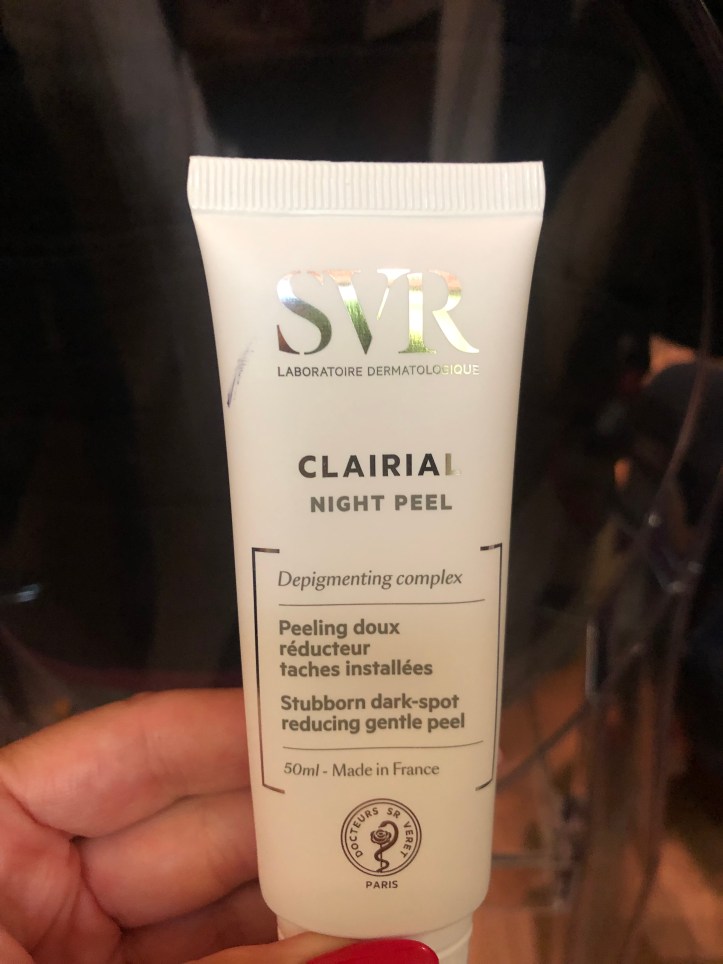 SVR
LABORATOIRE DERMATOLOGIQUE
CLAIRIAL
NIGHT PEEL
Depigmenting complex
Peeling doux
réducteur
taches installées
Stubborn dark-spot
reducing gentle peel
50ml - Made in France
DOCTEURS SR VERET
PARIS